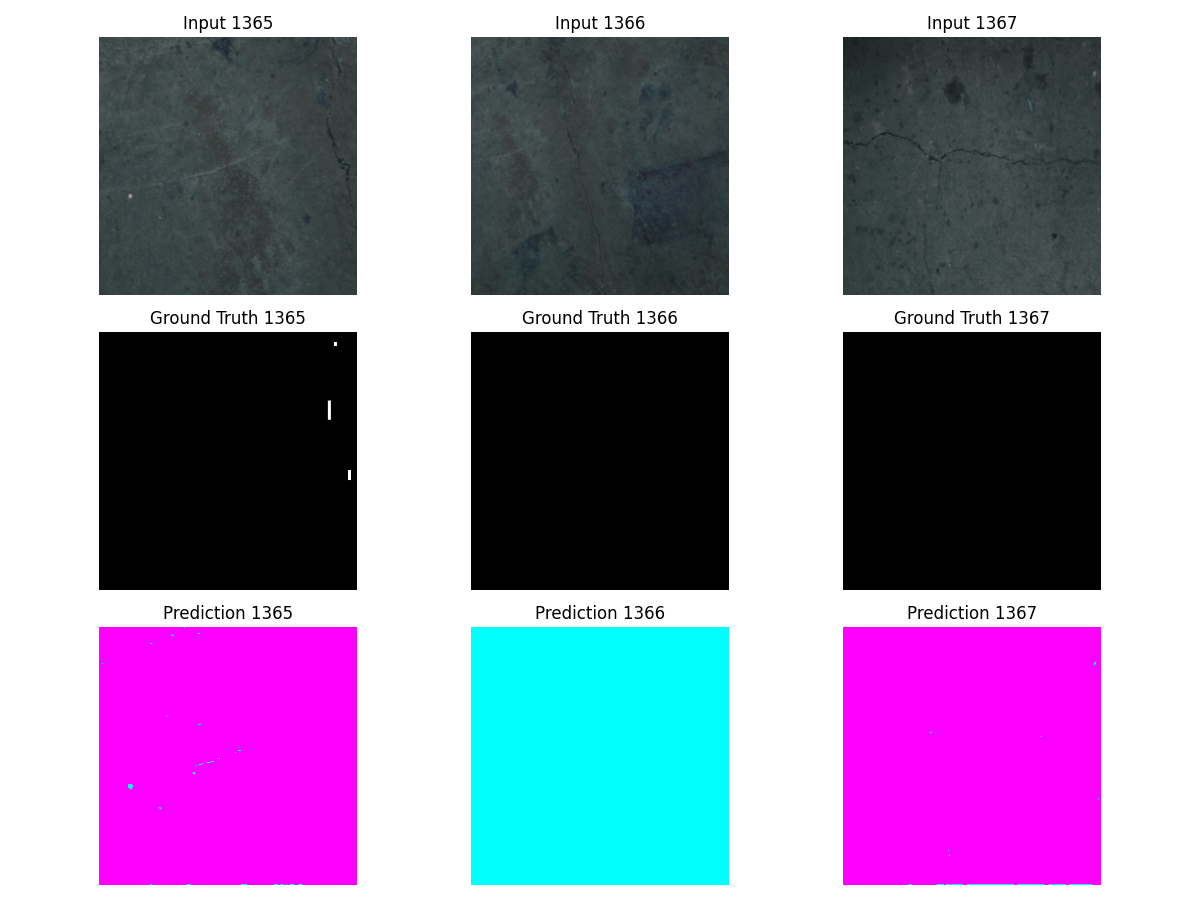 Input 1365
Input 1366
Input 1367
Ground Truth 1365
Ground Truth 1366
Ground Truth 1367
Prediction 1365
Prediction 1366
Prediction 1367